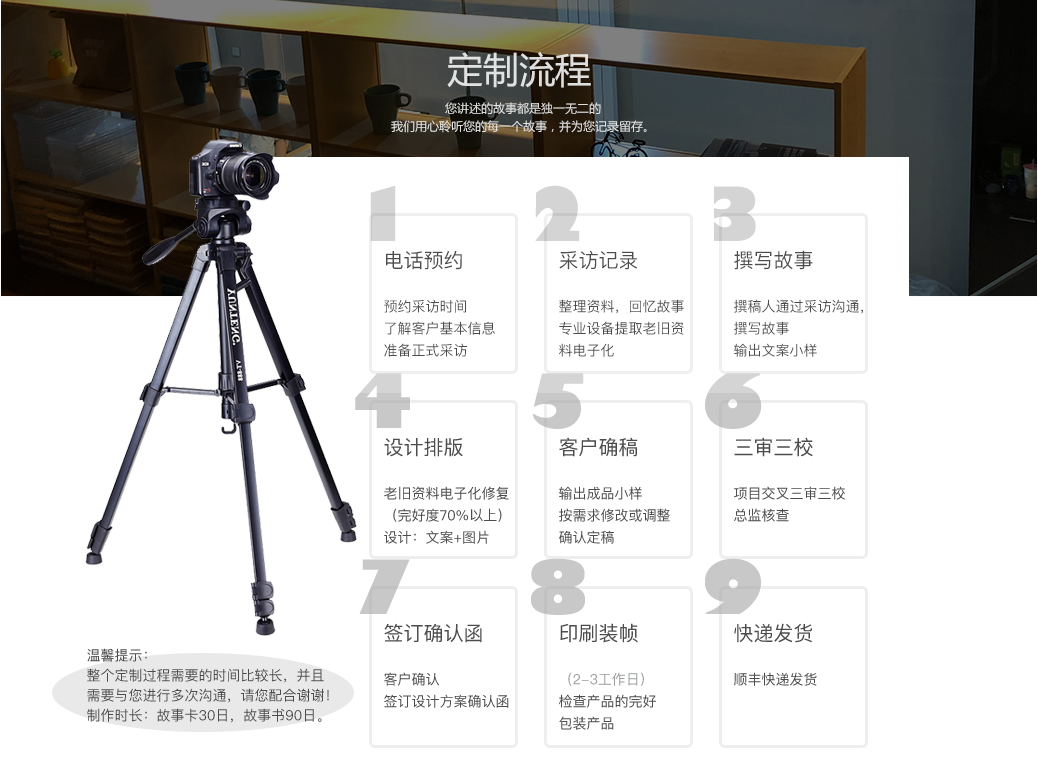 定制流程
您讲述的故事都是独一无二的
我们用心聆听您的每一个故事，并为您记录留存。
1
电话预约
预约采访时间
了解客户基本信息
准备正式采访
2
采访记录
整理资料，回忆故事
专业设备提取老旧资
料电子化
3
撰写故事
撰稿人通过采访沟通，
撰写故事
输出文案小样
4
设计排版
老旧资料电子化修复
（完好度70%以上）
设计：文案+图片
5
客户确稿
输出成品小样
按需求修改或调整
确认定稿
6
三审三校
项目交叉三审三校
总监核查
7
签订确认函
客户确认
签订设计方案确认函
8
印刷装帧
（2-3工作日）
检查产品的完好
包装产品
9
快递发货
顺丰快递发货
YUNTENG
温馨提示：
整个定制过程需要的时间比较长，并且
需要与您进行多次沟通，请您配合谢谢!
制作时长：故事卡30日，故事书90日。